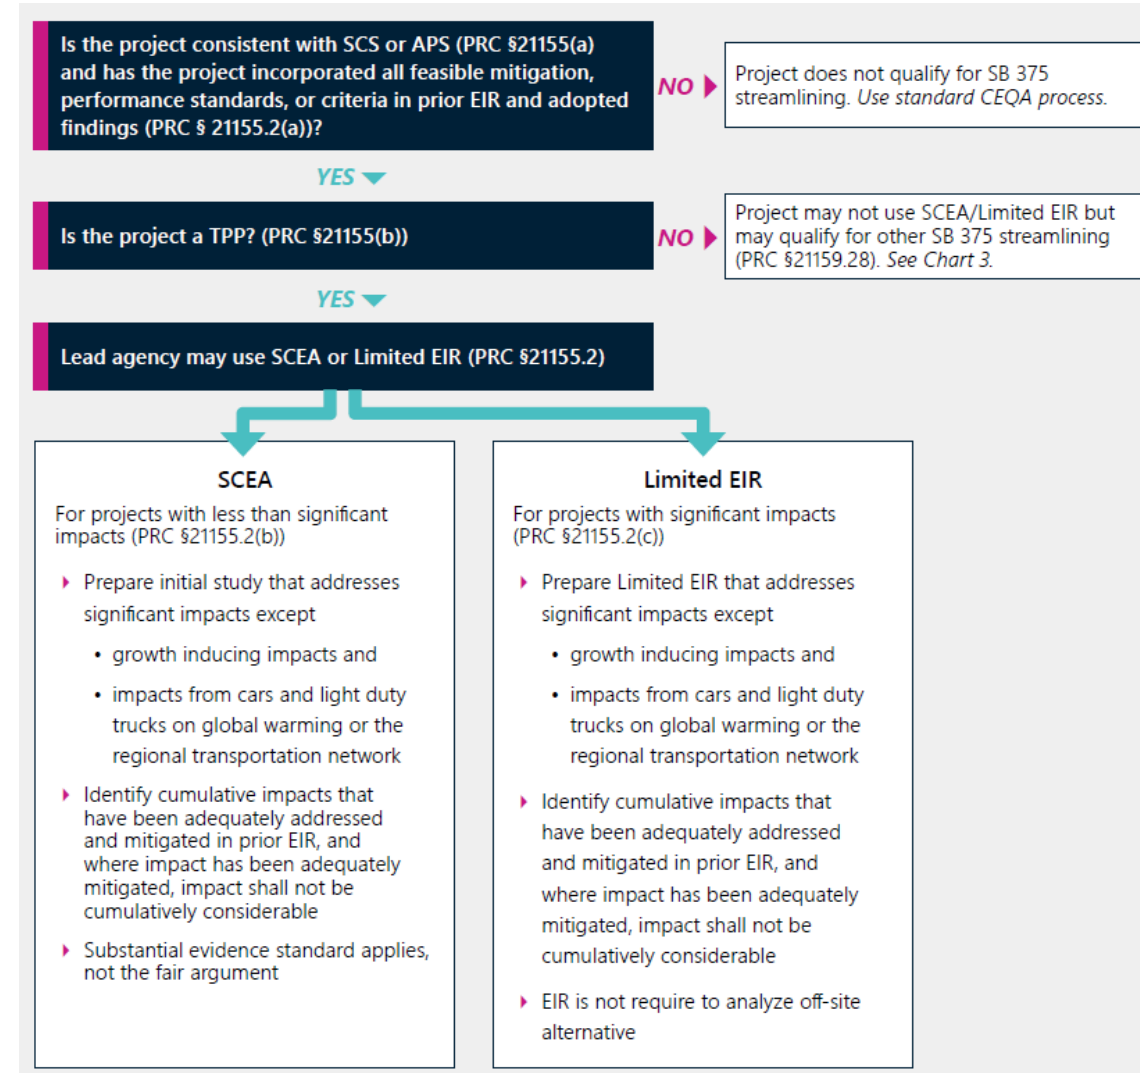 Is the project consistent with SCS or APS (PRC §21155(a)
and has the project incorporated all feasible mitigation,
performance standards, or criteria in prior EIR and adopted
findings (PRC § 21155.2(a))?
NO
Project does not qualify for SB 375
streamlining. Use standard CEQA process.
YES
Is the project a TPP? (PRC §21155(b))
NO
Project may not use SCEA/Limited EIR but
may qualify for other SB 375 streamlining
(PRC §21159.28). See Chart 3.
YES
Lead agency may use SCEA or Limited EIR (PRC §21155.2)
SCEA
For projects with less than significant
impacts (PRC §21155.2(b))
Prepare initial study that addresses
significant impacts except
• growth inducing impacts and
• impacts from cars and light duty
trucks on global warming or the
regional transportation network
Identify cumulative impacts that
have been adequately addressed
and mitigated in prior EIR, and
where impact has been adequately
mitigated, impact shall not be
cumulatively considerable
Substantial evidence standard applies,
not the fair argument
Limited EIR
For projects with significant impacts
(PRC §21155.2(c))
Prepare Limited EIR that addresses
significant impacts except
• growth inducing impacts and
• impacts from cars and light duty
trucks on global warming or the
regional transportation network
Identify cumulative impacts that
have been adequately addressed
and mitigated in prior EIR, and
where impact has been adequately
mitigated, impact shall not be
cumulatively considerable
EIR is not require to analyze off-site
alternative